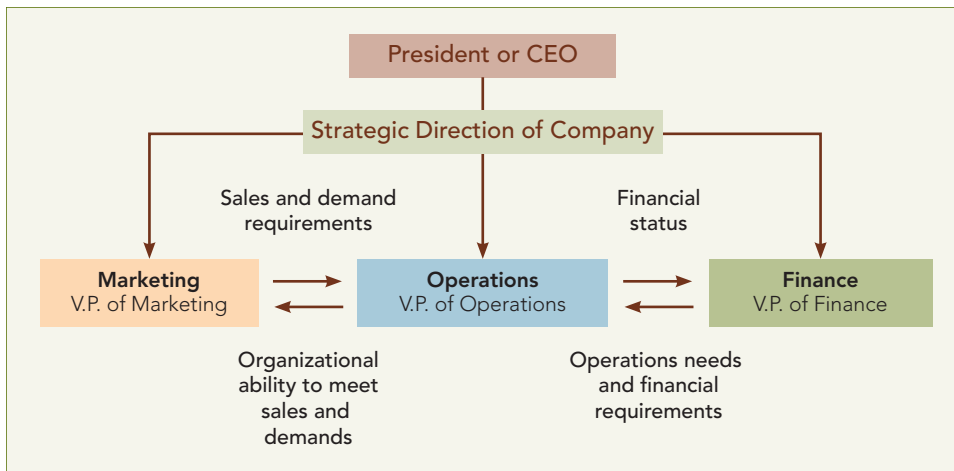 President or CEO
Strategic Direction of Company
Sales and demand
requirements
Financial
status
Marketing
V.P. of Marketing
Operations
V.P. of Operations
Finance
V.P. of Finance
Organizational
ability to meet
sales and
demands
Operations needs
and financial
requirements